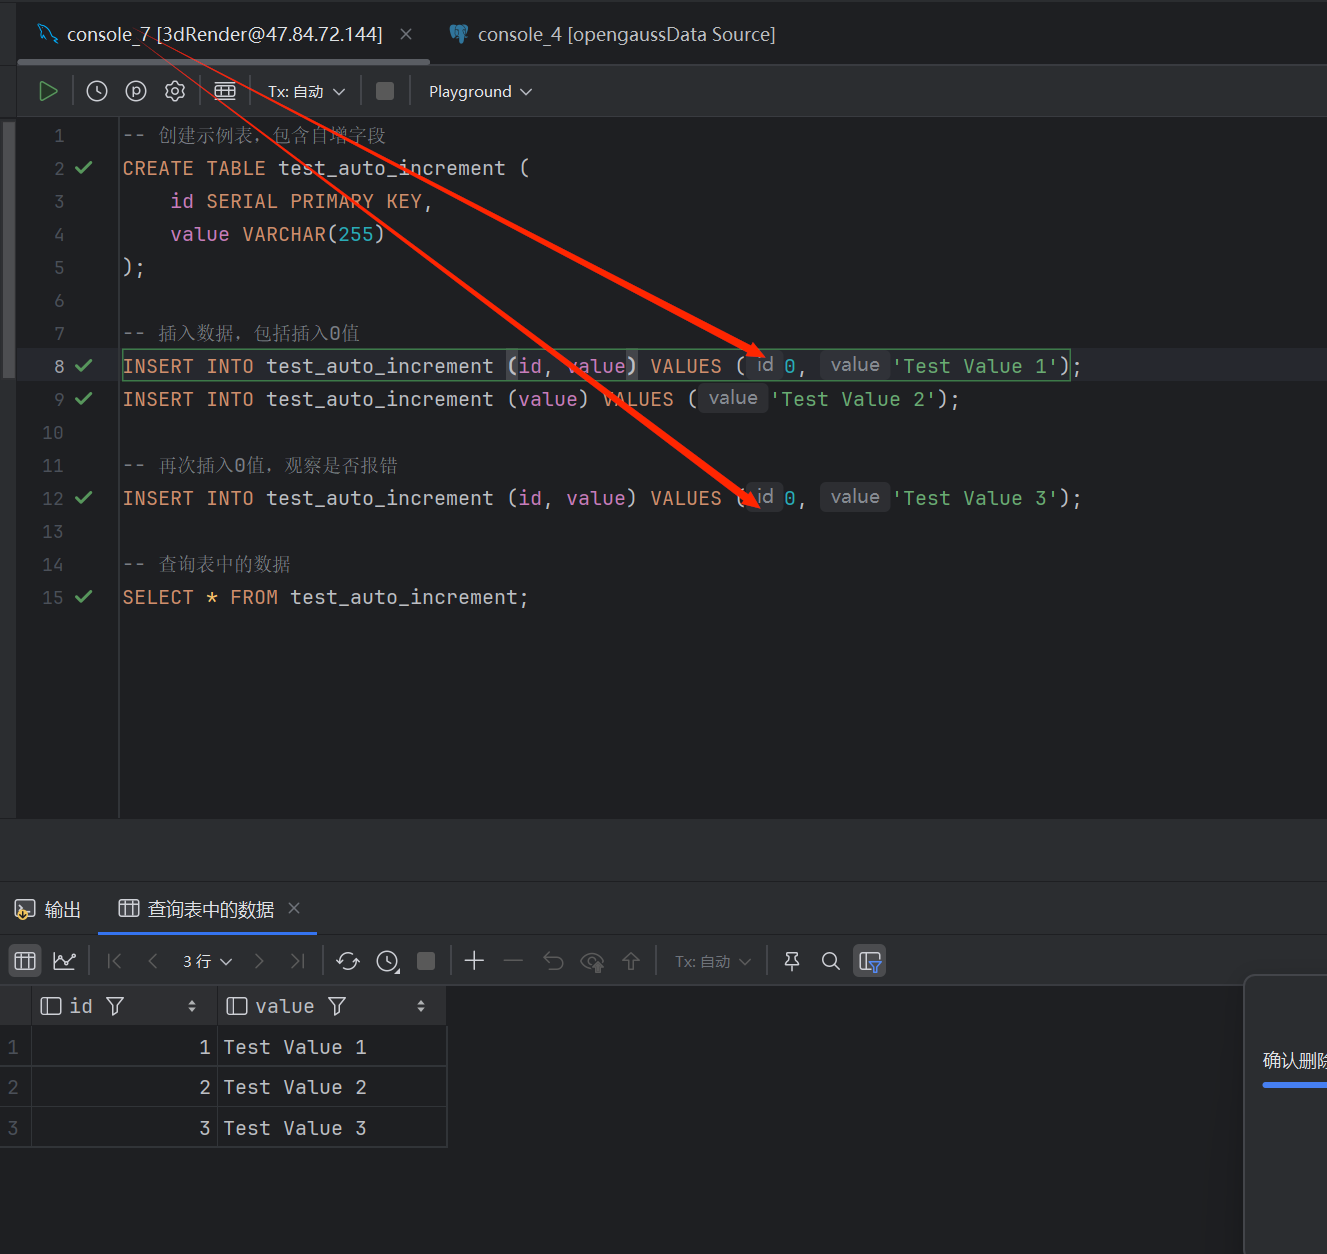 console_7 [3dRender@47.84.72.144]
console_4 [opengaussData Source]
Tx: 自动
Playground
1 -- 创建示例表，包含自增字段
2 CREATE TABLE test_auto_increment (
3 id SERIAL PRIMARY KEY,
4 value VARCHAR(255)
5 );
6
7 -- 插入数据，包括插入0值
8 INSERT INTO test_auto_increment (id, value) VALUES ( id 0, value 'Test Value 1');
9 INSERT INTO test_auto_increment (value) VALUES ( value 'Test Value 2');
10
11 -- 再次插入0值，观察是否报错
12 INSERT INTO test_auto_increment (id, value) VALUES ( id 0, value 'Test Value 3');
13
14 -- 查询表中的数据
15 SELECT * FROM test_auto_increment;
输出
查询表中的数据
3 行
Tx: 自动
id value
1 1 Test Value 1
2 2 Test Value 2
3 3 Test Value 3
确认删除